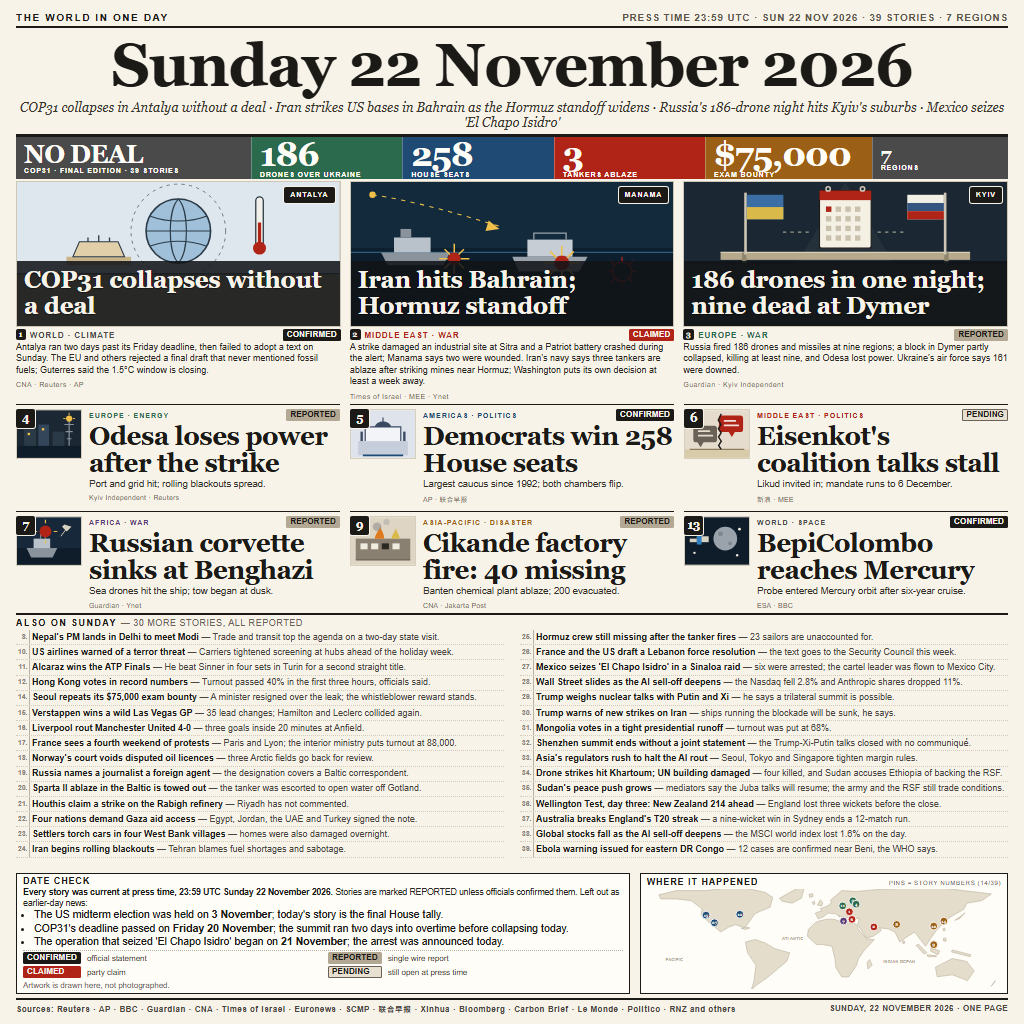 THE WORLD IN ONE DAY
PRESS TIME 23:59 UTC · SUN 22 NOV 2026 · 39 STORIES · 7 REGIONS
Sunday 22 November 2026
COP31 collapses in Antalya without a deal · Iran strikes US bases in Bahrain as the Hormuz standoff widens · Russia's 186-drone night hits Kyiv's suburbs · Mexico seizes
'El Chapo Isidro'
NO DEAL
COP31 · FINAL EDITION · 39 STORIES
186
DRONES OVER UKRAINE
258
HOUSE SEATS
3
TANKERS ABLAZE
$75,000
EXAM BOUNTY
7
REGIONS
ANTALYA
COP31 collapses without
a deal
1 WORLD · CLIMATE
CONFIRMED
Antalya ran two days past its Friday deadline, then failed to adopt a text on
Sunday. The EU and others rejected a final draft that never mentioned fossil
fuels; Guterres said the 1.5°C window is closing.
CNA · Reuters · AP
MANAMA
Iran hits Bahrain;
Hormuz standoff
2 MIDDLE EAST · WAR
CLAIMED
A strike damaged an industrial site at Sitra and a Patriot battery crashed during
the alert; Manama says two were wounded. Iran's navy says three tankers are
ablaze after striking mines near Hormuz; Washington puts its own decision at
least a week away.
Times of Israel · MEE · Ynet
KYIV
186 drones in one night;
nine dead at Dymer
3 EUROPE · WAR
REPORTED
Russia fired 186 drones and missiles at nine regions; a block in Dymer partly
collapsed, killing at least nine, and Odesa lost power. Ukraine's air force says 161
were downed.
Guardian · Kyiv Independent
4
EUROPE · ENERGY
REPORTED
Odesa loses power
after the strike
Port and grid hit; rolling blackouts spread.
Kyiv Independent · Reuters
5
AMERICAS · POLITICS
CONFIRMED
Democrats win 258
House seats
Largest caucus since 1992; both chambers flip.
AP · 联合早报
6
MIDDLE EAST · POLITICS
PENDING
Eisenkot's
coalition talks stall
Likud invited in; mandate runs to 6 December.
新浪 · MEE
7
AFRICA · WAR
REPORTED
Russian corvette
sinks at Benghazi
Sea drones hit the ship; tow began at dusk.
Guardian · Ynet
9
ASIA-PACIFIC · DISASTER
REPORTED
Cikande factory
fire: 40 missing
Banten chemical plant ablaze; 200 evacuated.
CNA · Jakarta Post
13
WORLD · SPACE
CONFIRMED
BepiColombo
reaches Mercury
Probe entered Mercury orbit after six-year cruise.
ESA · BBC
ALSO ON SUNDAY — 30 MORE STORIES, ALL REPORTED
8. Nepal's PM lands in Delhi to meet Modi — Trade and transit top the agenda on a two-day state visit.
10. US airlines warned of a terror threat — Carriers tightened screening at hubs ahead of the holiday week.
11. Alcaraz wins the ATP Finals — He beat Sinner in four sets in Turin for a second straight title.
12. Hong Kong votes in record numbers — Turnout passed 40% in the first three hours, officials said.
14. Seoul repeats its $75,000 exam bounty — A minister resigned over the leak; the whistleblower reward stands.
15. Verstappen wins a wild Las Vegas GP — 35 lead changes; Hamilton and Leclerc collided again.
16. Liverpool rout Manchester United 4-0 — three goals inside 20 minutes at Anfield.
17. France sees a fourth weekend of protests — Paris and Lyon; the interior ministry puts turnout at 88,000.
18. Norway's court voids disputed oil licences — three Arctic fields go back for review.
19. Russia names a journalist a foreign agent — the designation covers a Baltic correspondent.
20. Sparta II ablaze in the Baltic is towed out — the tanker was escorted to open water off Gotland.
21. Houthis claim a strike on the Rabigh refinery — Riyadh has not commented.
22. Four nations demand Gaza aid access — Egypt, Jordan, the UAE and Turkey signed the note.
23. Settlers torch cars in four West Bank villages — homes were also damaged overnight.
24. Iran begins rolling blackouts — Tehran blames fuel shortages and sabotage.
25. Hormuz crew still missing after the tanker fires — 23 sailors are unaccounted for.
26. France and the US draft a Lebanon force resolution — the text goes to the Security Council this week.
27. Mexico seizes 'El Chapo Isidro' in a Sinaloa raid — six were arrested; the cartel leader was flown to Mexico City.
28. Wall Street slides as the AI sell-off deepens — the Nasdaq fell 2.8% and Anthropic shares dropped 11%.
29. Trump weighs nuclear talks with Putin and Xi — he says a trilateral summit is possible.
30. Trump warns of new strikes on Iran — ships running the blockade will be sunk, he says.
31. Mongolia votes in a tight presidential runoff — turnout was put at 68%.
32. Shenzhen summit ends without a joint statement — the Trump-Xi-Putin talks closed with no communiqué.
33. Asia's regulators rush to halt the AI rout — Seoul, Tokyo and Singapore tighten margin rules.
34. Drone strikes hit Khartoum; UN building damaged — four killed, and Sudan accuses Ethiopia of backing the RSF.
35. Sudan's peace push grows — mediators say the Juba talks will resume; the army and the RSF still trade conditions.
36. Wellington Test, day three: New Zealand 214 ahead — England lost three wickets before the close.
37. Australia breaks England's T20 streak — a nine-wicket win in Sydney ends a 12-match run.
38. Global stocks fall as the AI sell-off deepens — the MSCI world index lost 1.6% on the day.
39. Ebola warning issued for eastern DR Congo — 12 cases are confirmed near Beni, the WHO says.
DATE CHECK
Every story was current at press time, 23:59 UTC Sunday 22 November 2026. Stories are marked REPORTED unless officials confirmed them. Left out as
earlier-day news:
• The US midterm election was held on 3 November; today's story is the final House tally.
• COP31's deadline passed on Friday 20 November; the summit ran two days into overtime before collapsing today.
• The operation that seized 'El Chapo Isidro' began on 21 November; the arrest was announced today.
CONFIRMED official statement
REPORTED single wire report
CLAIMED party claim
PENDING still open at press time
Artwork is drawn here, not photographed.
WHERE IT HAPPENED
PINS = STORY NUMBERS (14/39)
ATLANTIC
PACIFIC
INDIAN OCEAN
Sources: Reuters · AP · BBC · Guardian · CNA · Times of Israel · Euronews · SCMP · 联合早报 · Xinhua · Bloomberg · Carbon Brief · Le Monde · Politico · RNZ and others
SUNDAY, 22 NOVEMBER 2026 · ONE PAGE